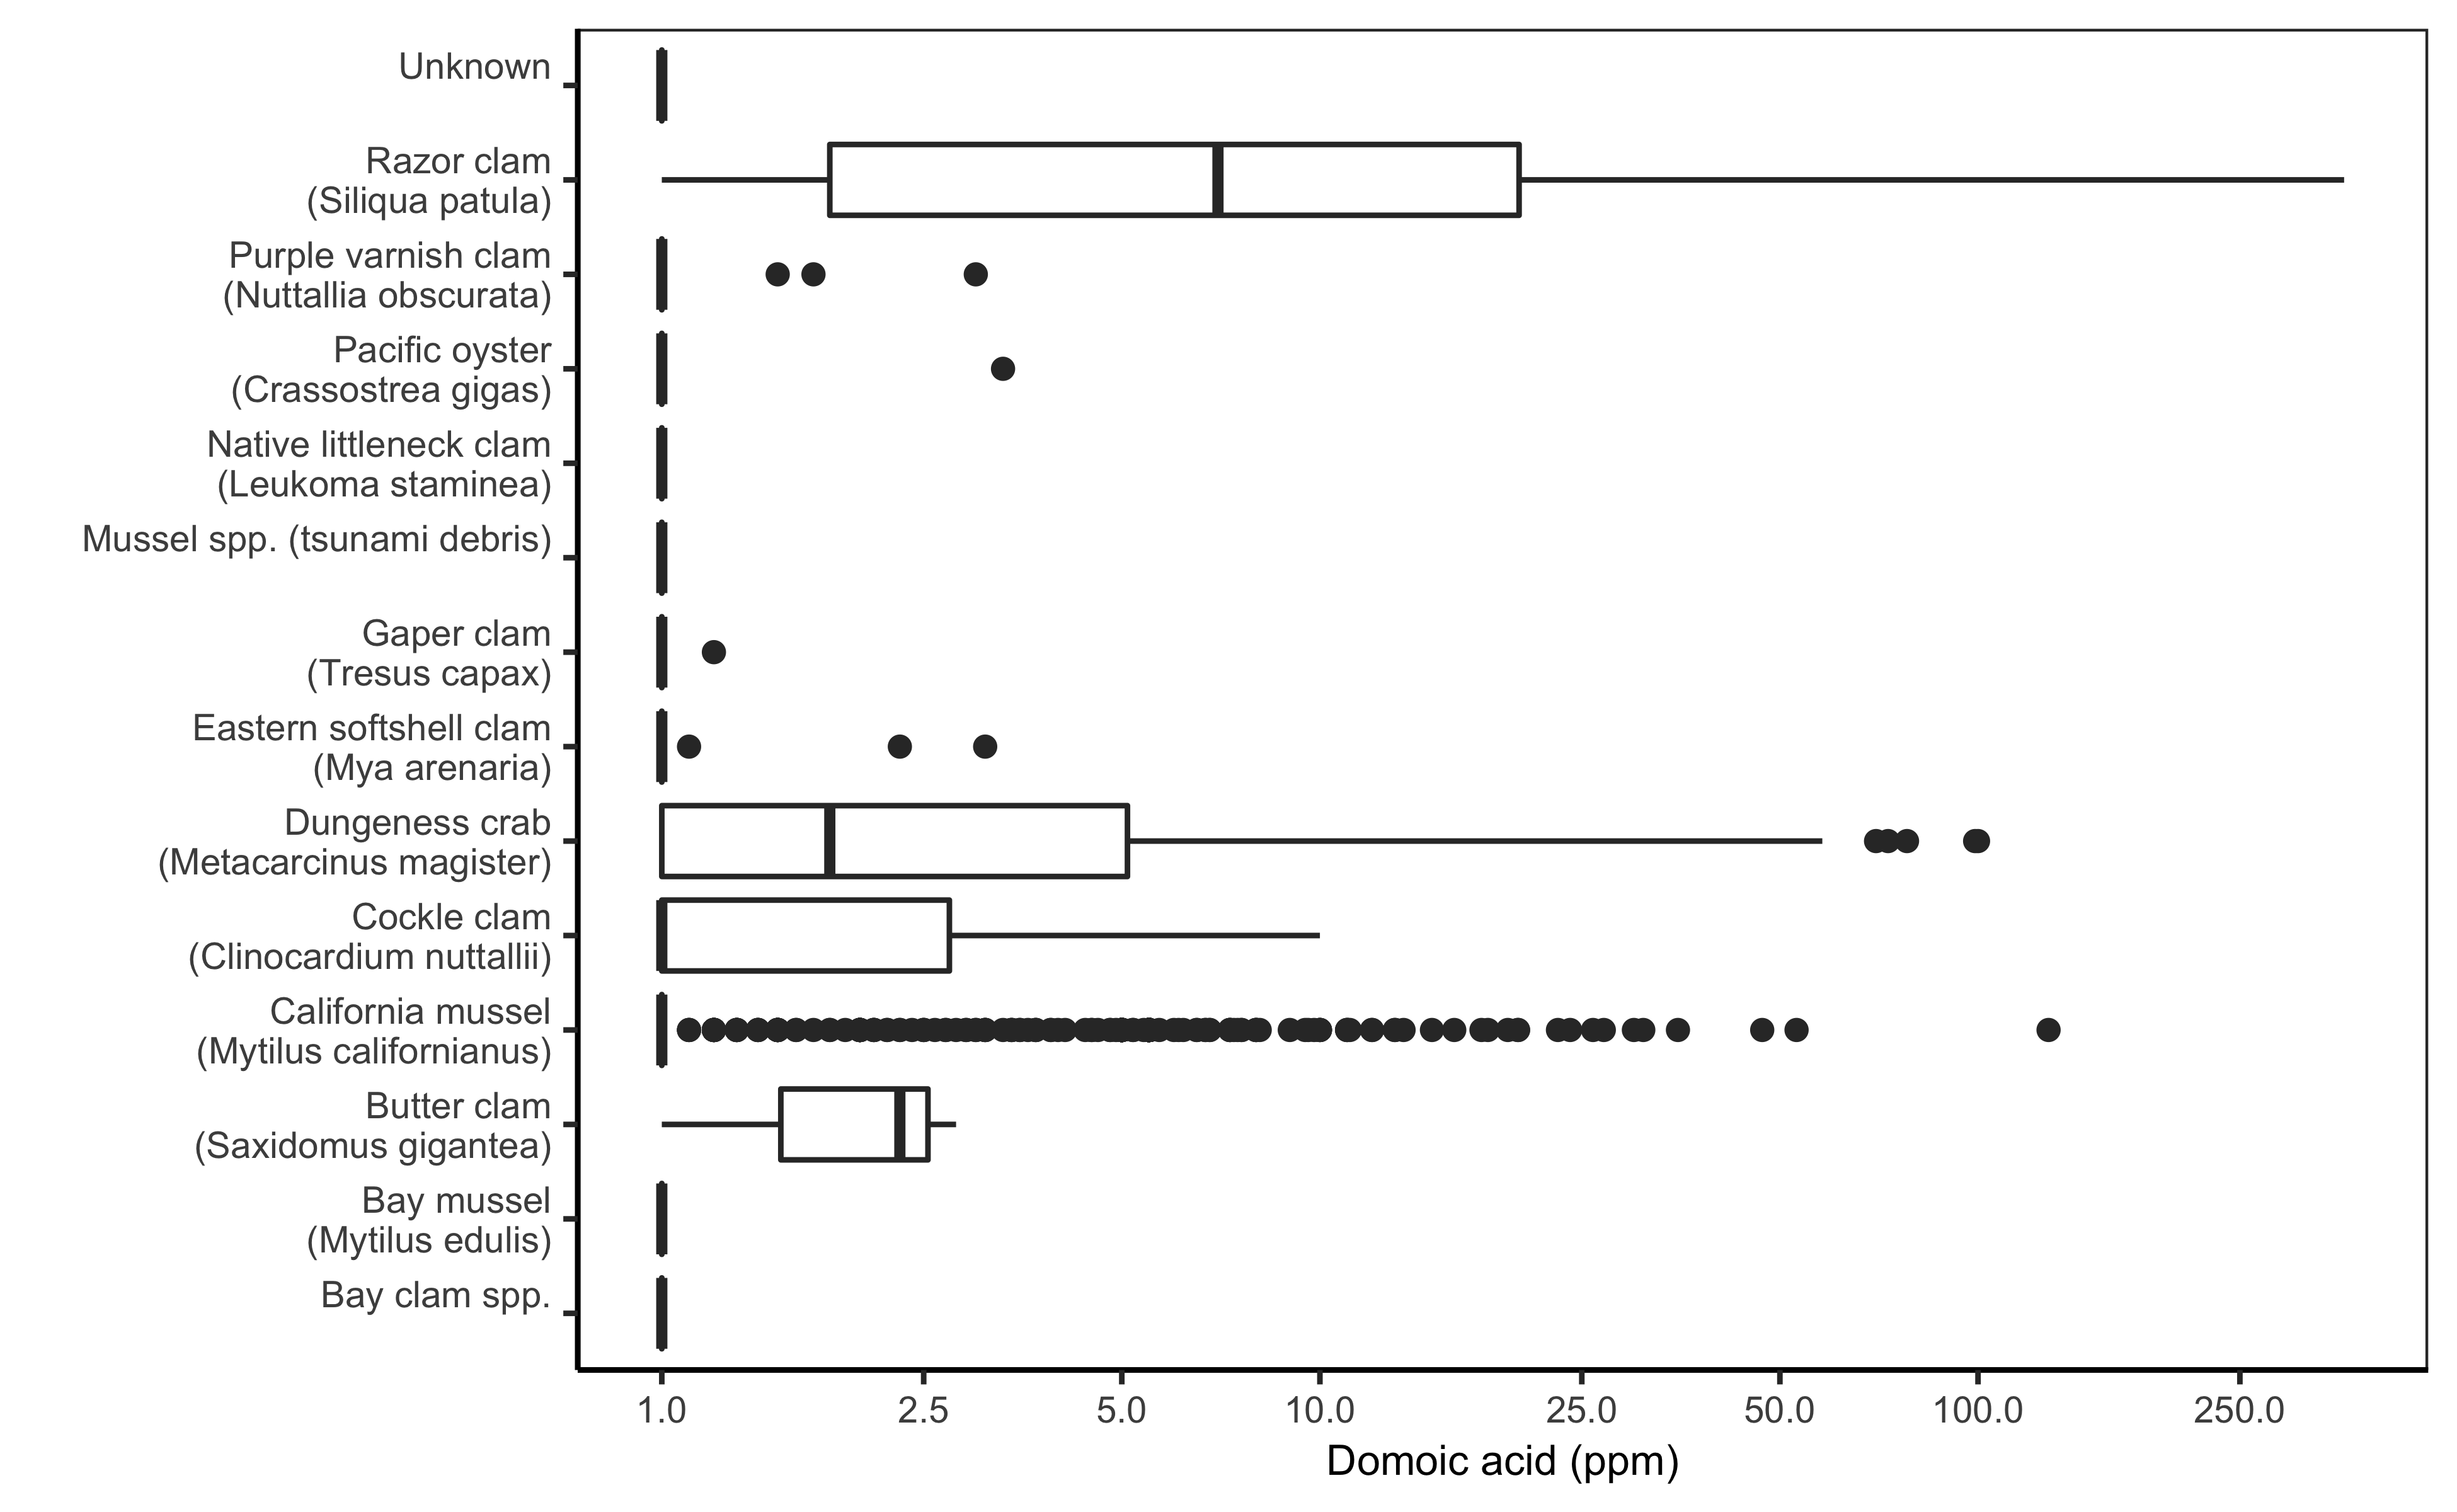 Unknown
Razor clam
(Siliqua patula)
Purple varnish clam
(Nuttallia obscurata)
Pacific oyster
(Crassostrea gigas)
Native littleneck clam
(Leukoma staminea)
Mussel spp. (tsunami debris)
Gaper clam
(Tresus capax)
Eastern softshell clam
(Mya arenaria)
Dungeness crab
(Metacarcinus magister)
Cockle clam
(Clinocardium nuttallii)
California mussel
(Mytilus californianus)
Butter clam
(Saxidomus gigantea)
Bay mussel
(Mytilus edulis)
Bay clam spp.
1.0 2.5 5.0 10.0 25.0 50.0 100.0 250.0
Domoic acid (ppm)